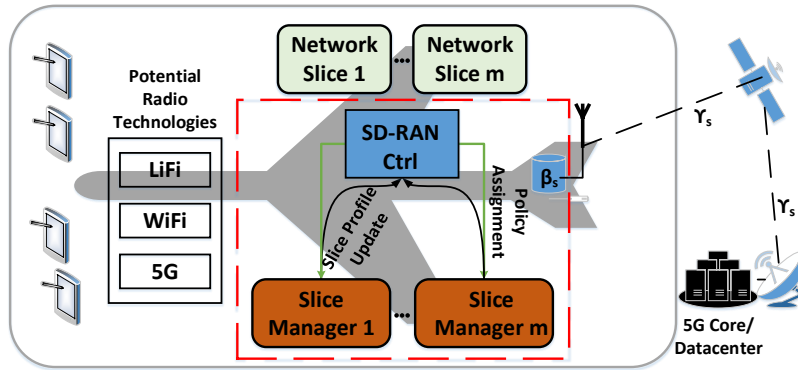 Network
Slice 1
...
Network
Slice m
Potential
Radio
Technologies
LiFi
WiFi
5G
SD-RAN
Ctrl
βs
ϒs
ϒs
Slice Profile
Update
Policy
Assignment
Slice
Manager 1
...
Slice
Manager m
5G Core/
Datacenter